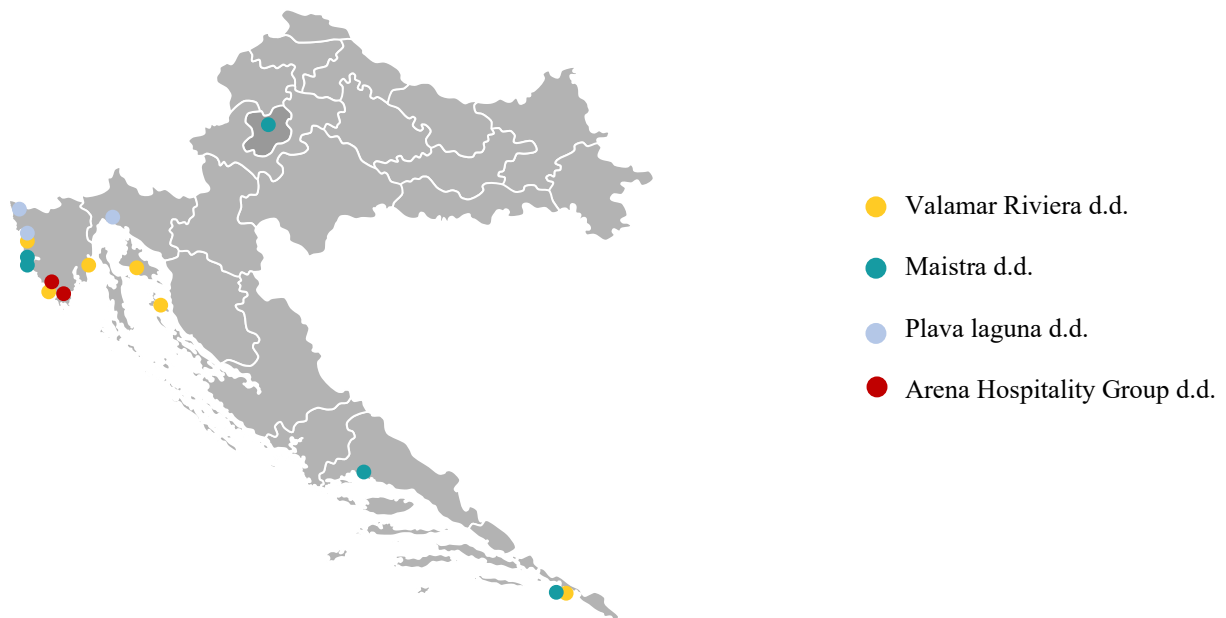 Valamar Riviera d.d.
Maistra d.d.
Plava laguna d.d.
Arena Hospitality Group d.d.